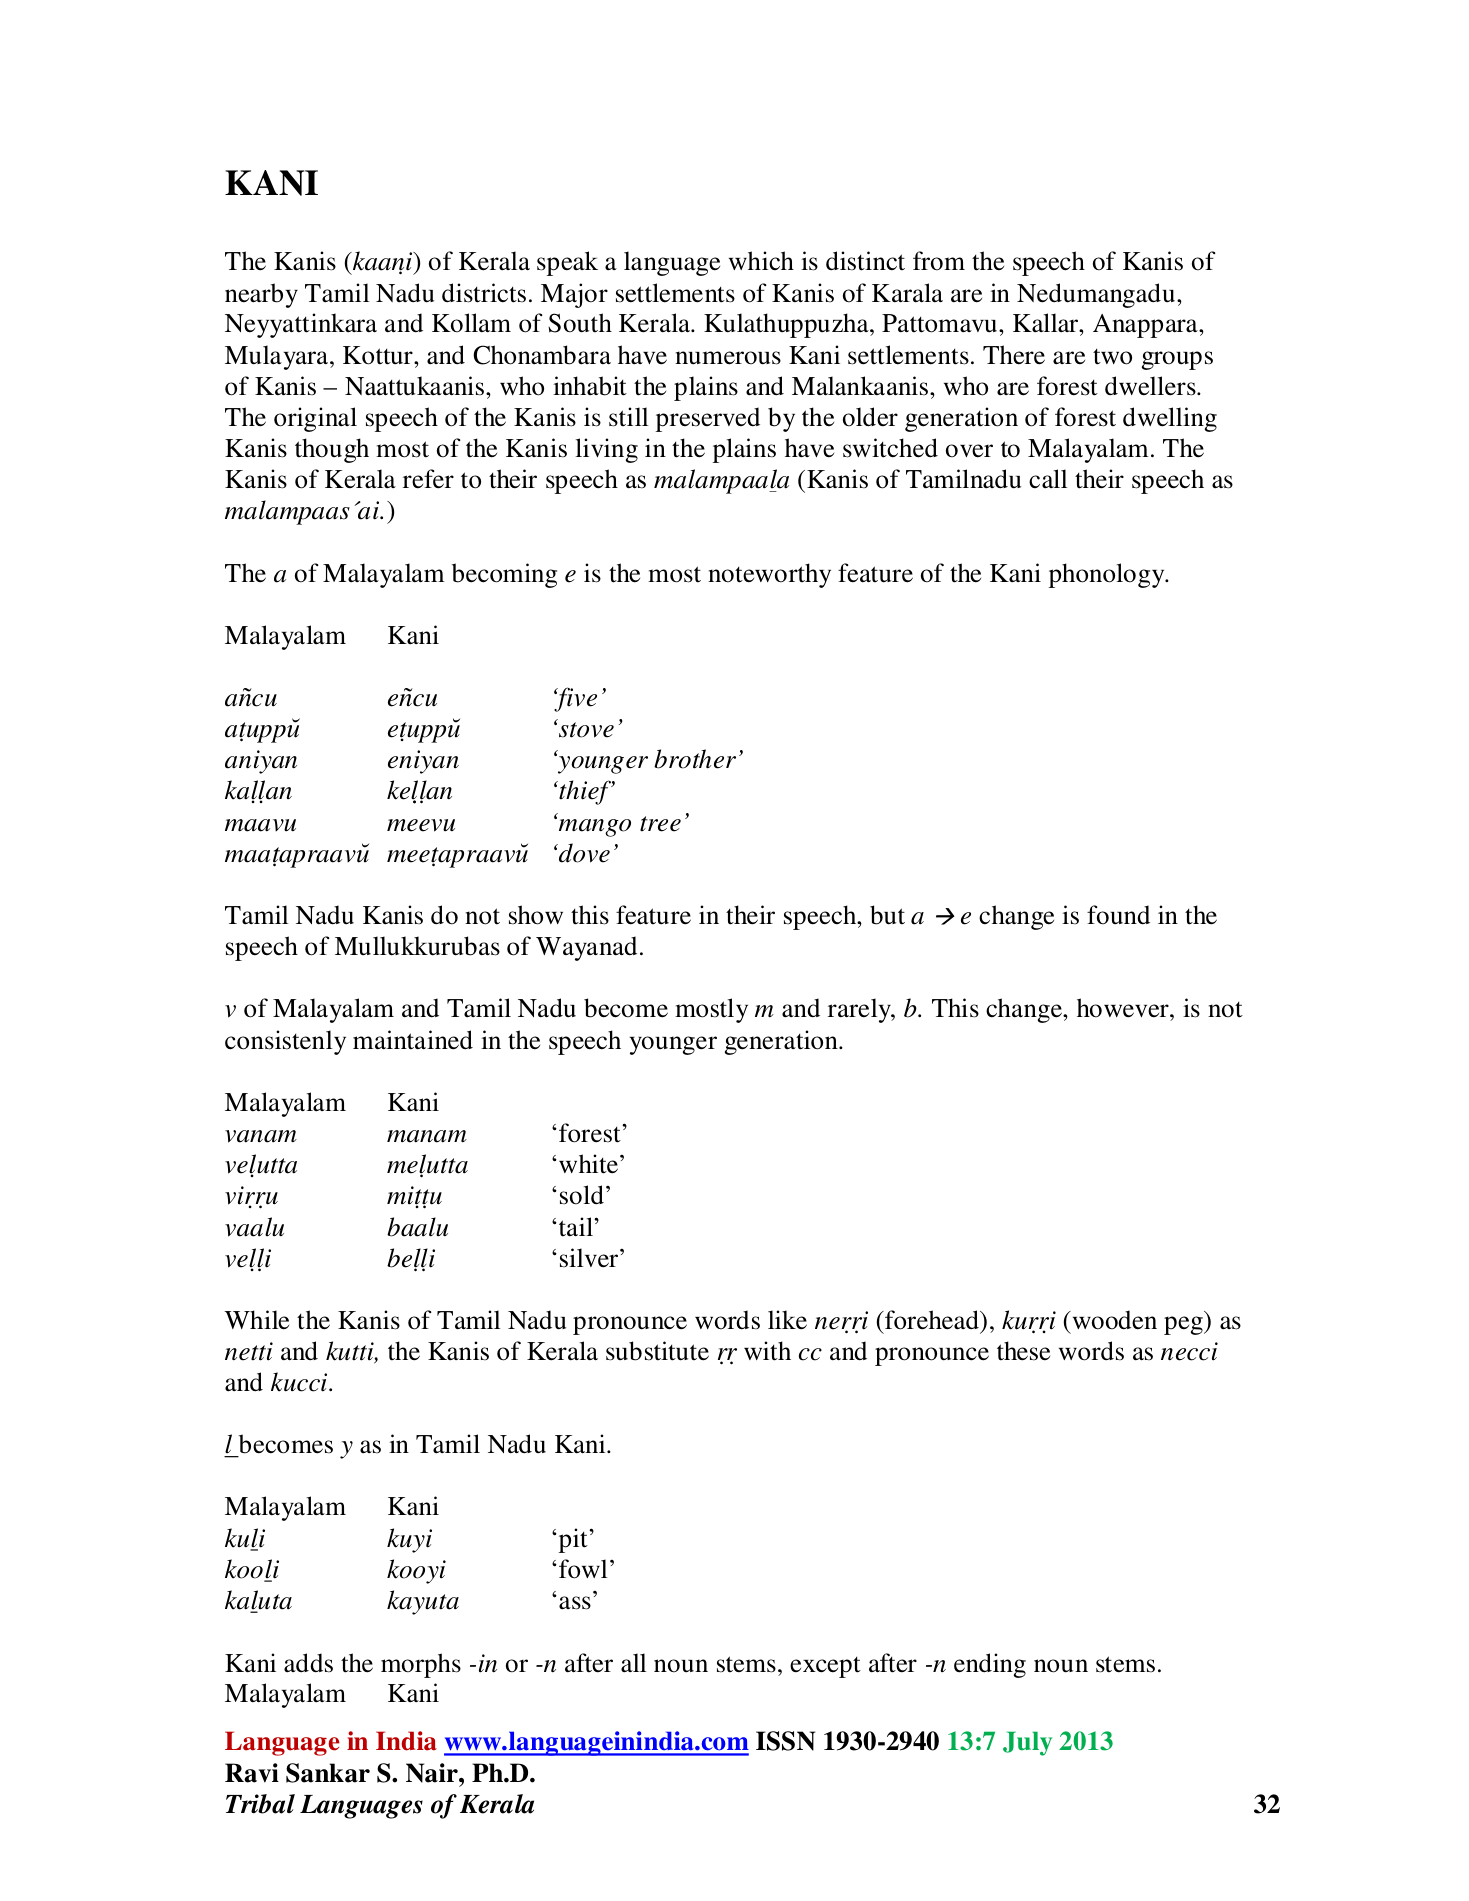 KANI
The Kanis (kaaṇi) of Kerala speak a language which is distinct from the speech of Kanis of
nearby Tamil Nadu districts. Major settlements of Kanis of Karala are in Nedumangadu,
Neyyattinkara and Kollam of South Kerala. Kulathuppuzha, Pattomavu, Kallar, Anappara,
Mulayara, Kottur, and Chonambara have numerous Kani settlements. There are two groups
of Kanis – Naattukaanis, who inhabit the plains and Malankaanis, who are forest dwellers.
The original speech of the Kanis is still preserved by the older generation of forest dwelling
Kanis though most of the Kanis living in the plains have switched over to Malayalam. The
Kanis of Kerala refer to their speech as malampaaḻa (Kanis of Tamilnadu call their speech as
malampaas´ai.)
The a of Malayalam becoming e is the most noteworthy feature of the Kani phonology.
Malayalam Kani
añcu eñcu ‘five’
aṭuppŭ eṭuppŭ ‘stove’
aniyan eniyan ‘younger brother’
kaḷḷan keḷḷan ‘thief’
maavu meevu ‘mango tree’
maaṭapraavŭ meeṭapraavŭ ‘dove’
Tamil Nadu Kanis do not show this feature in their speech, but a → e change is found in the
speech of Mullukkurubas of Wayanad.
v of Malayalam and Tamil Nadu become mostly m and rarely, b. This change, however, is not
consistenly maintained in the speech younger generation.
Malayalam Kani
vanam manam ‘forest’
veḷutta meḷutta ‘white’
viṛṛu miṭṭu ‘sold’
vaalu baalu ‘tail’
veḷḷi beḷḷi ‘silver’
While the Kanis of Tamil Nadu pronounce words like neṛṛi (forehead), kuṛṛi (wooden peg) as
netti and kutti, the Kanis of Kerala substitute ṛṛ with cc and pronounce these words as necci
and kucci.
ḻ becomes y as in Tamil Nadu Kani.
Malayalam Kani
kuḻi kuyi ‘pit’
kooḻi kooyi ‘fowl’
kaḻuta kayuta ‘ass’
Kani adds the morphs -in or -n after all noun stems, except after -n ending noun stems.
Malayalam Kani
Language in India www.languageinindia.com ISSN 1930-2940 13:7 July 2013
Ravi Sankar S. Nair, Ph.D.
Tribal Languages of Kerala 32